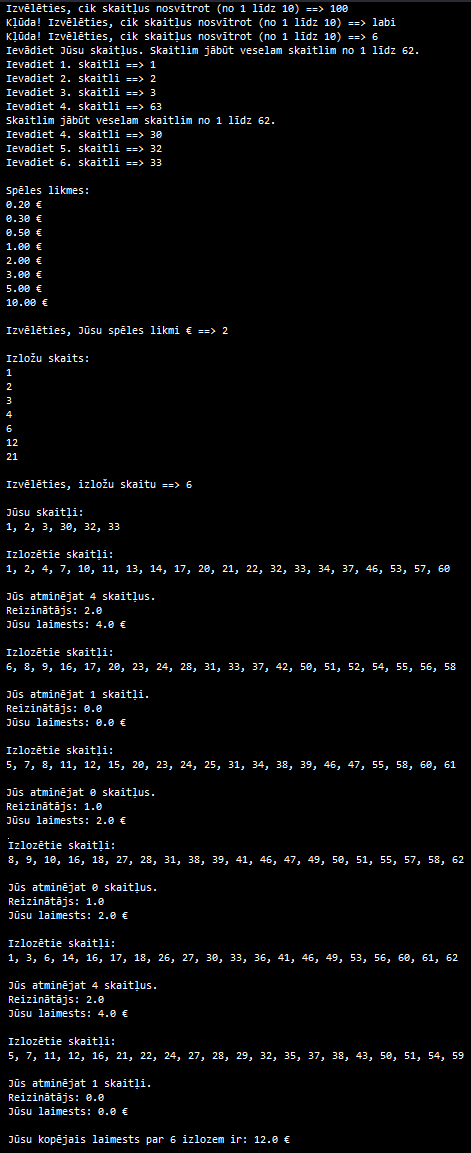 Izvēlēties, cik skaitļus nosvītrot (no 1 līdz 10) ==> 100
Kļūda! Izvēlēties, cik skaitļus nosvītrot (no 1 līdz 10) ==> labi
Kļūda! Izvēlēties, cik skaitļus nosvītrot (no 1 līdz 10) ==> 6
Ievādiet Jūsu skaitļus. Skaitlim jābūt veselam skaitlim no 1 līdz 62.
Ievadiet 1. skaitli ==> 1
Ievadiet 2. skaitli ==> 2
Ievadiet 3. skaitli ==> 3
Ievadiet 4. skaitli ==> 63
Skaitlim jābūt veselam skaitlim no 1 līdz 62.
Ievadiet 4. skaitli ==> 30
Ievadiet 5. skaitli ==> 32
Ievadiet 6. skaitli ==> 33
Spēles likmes:
0.20 €
0.30 €
0.50 €
1.00 €
2.00 €
3.00 €
5.00 €
10.00 €
Izvēlēties, Jūsu spēles likmi € ==> 2
Izložu skaits:
1
2
3
4
6
12
21
Izvēlēties, izložu skaitu ==> 6
Jūsu skaitļi:
1, 2, 3, 30, 32, 33
Izlozētie skaitļi:
1, 2, 4, 7, 10, 11, 13, 14, 17, 20, 21, 22, 32, 33, 34, 37, 46, 53, 57, 60
Jūs atminējat 4 skaitļus.
Reizinātājs: 2.0
Jūsu laimests: 4.0 €
Izlozētie skaitļi:
6, 8, 9, 16, 17, 20, 23, 24, 28, 31, 33, 37, 42, 50, 51, 52, 54, 55, 56, 58
Jūs atminējat 1 skaitļi.
Reizinātājs: 0.0
Jūsu laimests: 0.0 €
Izlozētie skaitļi:
5, 7, 8, 11, 12, 15, 20, 23, 24, 25, 31, 34, 38, 39, 46, 47, 55, 58, 60, 61
Jūs atminējat 0 skaitļus.
Reizinātājs: 1.0
Jūsu laimests: 2.0 €
Izlozētie skaitļi:
8, 9, 10, 16, 18, 27, 28, 31, 38, 39, 41, 46, 47, 49, 50, 51, 55, 57, 58, 62
Jūs atminējat 0 skaitļus.
Reizinātājs: 1.0
Jūsu laimests: 2.0 €
Izlozētie skaitļi:
1, 3, 6, 14, 16, 17, 18, 26, 27, 30, 33, 36, 41, 46, 49, 53, 56, 60, 61, 62
Jūs atminējat 4 skaitļus.
Reizinātājs: 2.0
Jūsu laimests: 4.0 €
Izlozētie skaitļi:
5, 7, 11, 12, 16, 21, 22, 24, 27, 28, 29, 32, 35, 37, 38, 43, 50, 51, 54, 59
Jūs atminējat 1 skaitļi.
Reizinātājs: 0.0
Jūsu laimests: 0.0 €
Jūsu kopējais laimests par 6 izlozem ir: 12.0 €